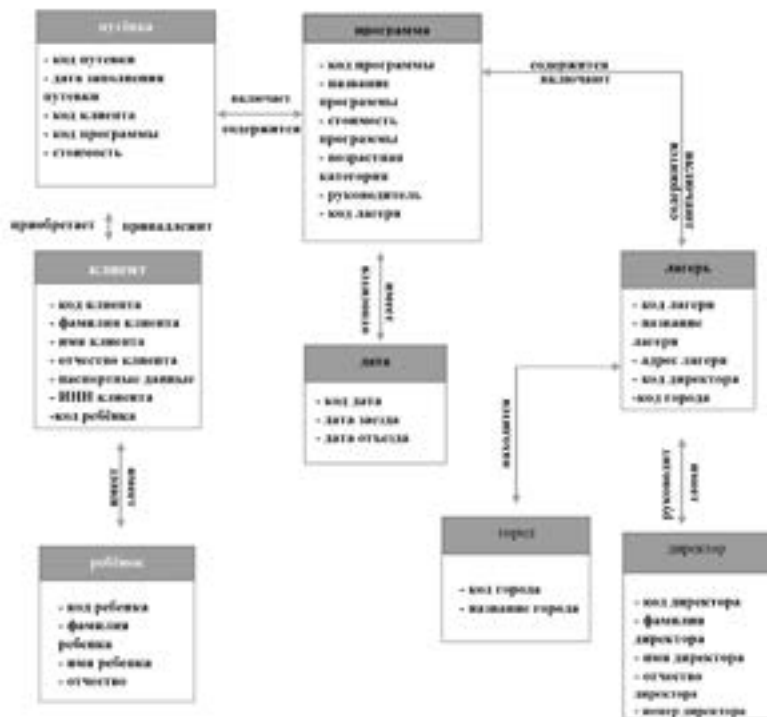 путёвка
- код путевки
- дата заполнения
путевки
- код клиента
- код программы
- стоимость
включает
содержится
программа
- код программы
- название
программы
- стоимость
программы
- возрастная
категория
- руководитель
- код лагеря
содержится
включают
содержится
приобретает
принадлежит
клиент
- код клиента
- фамилия клиента
- имя клиента
- отчество клиента
- паспортные данные
- ИНН клиента
-код ребёнка
относится
имеет
дата
- код дата
- дата заезда
- дата отъезда
лагерь
- код лагеря
- название
лагеря
- адрес лагеря
- код директора
-код города
находится
руководит
имеет
имеет
имеет
ребёнок
- код ребенка
- фамилия
ребенка
- имя ребенка
- отчество
город
- код города
- название города
директор
- код директора
- фамилия
директора
- имя директора
- отчество
директора
- номер директора